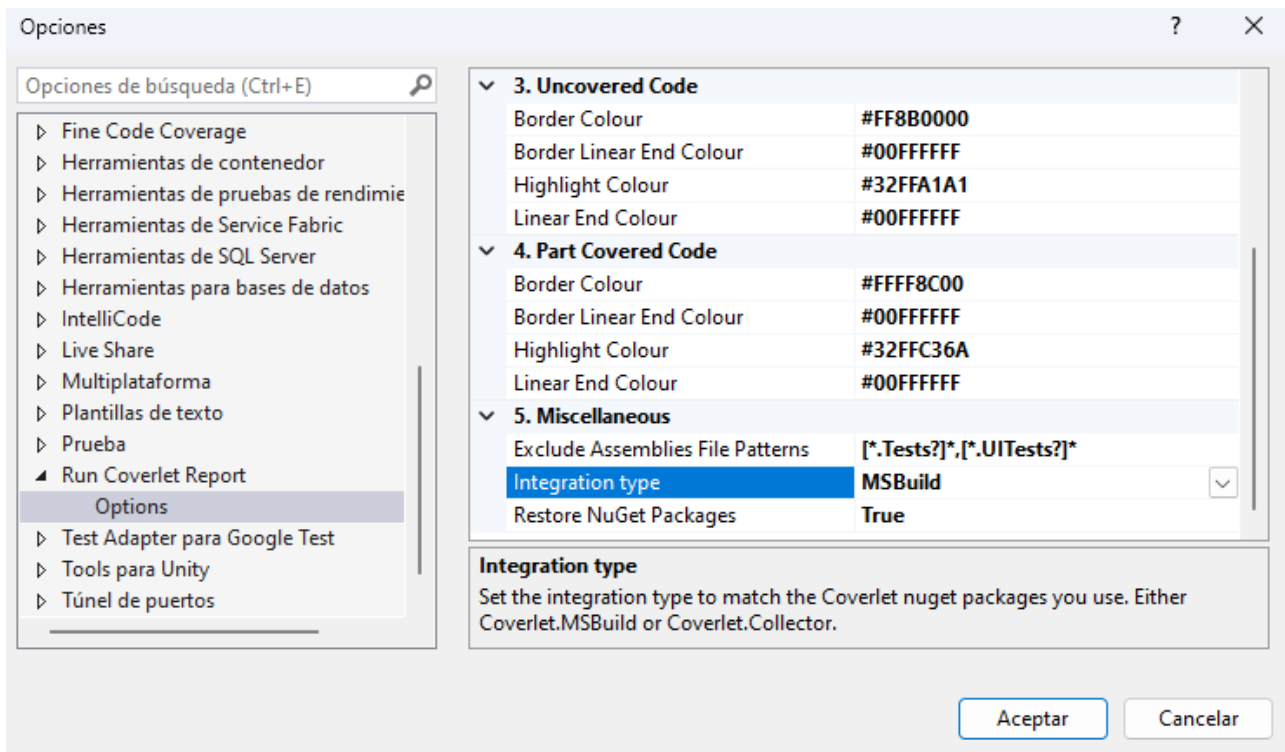 Opciones
?
Opciones de búsqueda (Ctrl+E)
Fine Code Coverage
Herramientas de contenedor
Herramientas de pruebas de rendimie
Herramientas de Service Fabric
Herramientas de SQL Server
Herramientas para bases de datos
IntelliCode
Live Share
Multiplataforma
Plantillas de texto
Prueba
Run Coverlet Report
Options
Test Adapter para Google Test
Tools para Unity
Túnel de puertos
3. Uncovered Code
Border Colour #FF8B0000
Border Linear End Colour #00FFFFFF
Highlight Colour #32FFA1A1
Linear End Colour #00FFFFFF
4. Part Covered Code
Border Colour #FFFF8C00
Border Linear End Colour #00FFFFFF
Highlight Colour #32FFC36A
Linear End Colour #00FFFFFF
5. Miscellaneous
Exclude Assemblies File Patterns [*.Tests?]*,[*.UITests?]*
Integration type MSBuild
Restore NuGet Packages True
Integration type
Set the integration type to match the Coverlet nuget packages you use. Either
Coverlet.MSBuild or Coverlet.Collector.
Aceptar
Cancelar